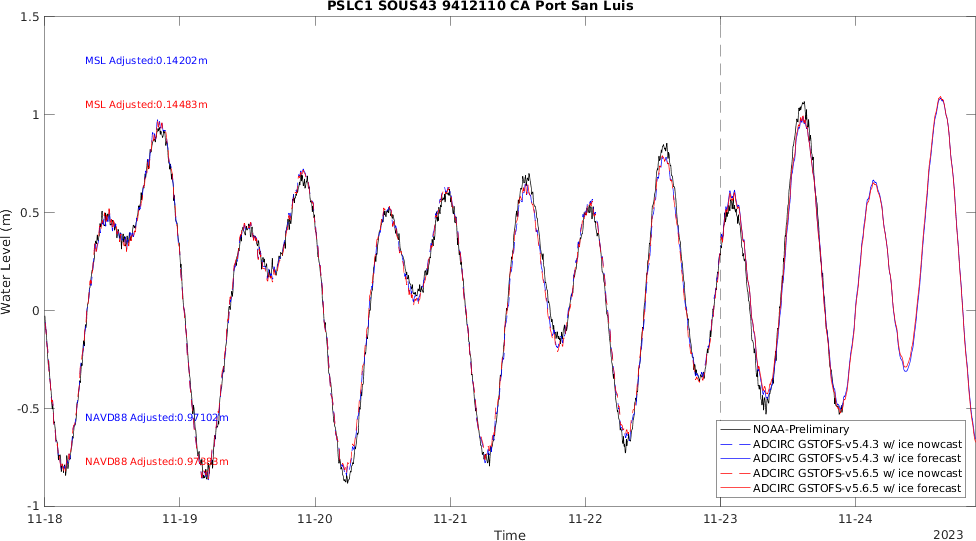 PSLC1 SOUS43 9412110 CA Port San Luis
1.5
MSL Adjusted:0.14202m
MSL Adjusted:0.14483m
1
0.5
Water Level (m)
0
-0.5
NAVD88 Adjusted:0.97102m
NAVD88 Adjusted:
-1
NOAA-Preliminary
ADCIRC GSTOFS-v5.4.3 w/ ice nowcast
ADCIRC GSTOFS-v5.4.3 w/ ice forecast
ADCIRC GSTOFS-v5.6.5 w/ ice nowcast
ADCIRC GSTOFS-v5.6.5 w/ ice forecast
11-18 11-19 11-20 11-21 11-22 11-23 11-24
Time
2023